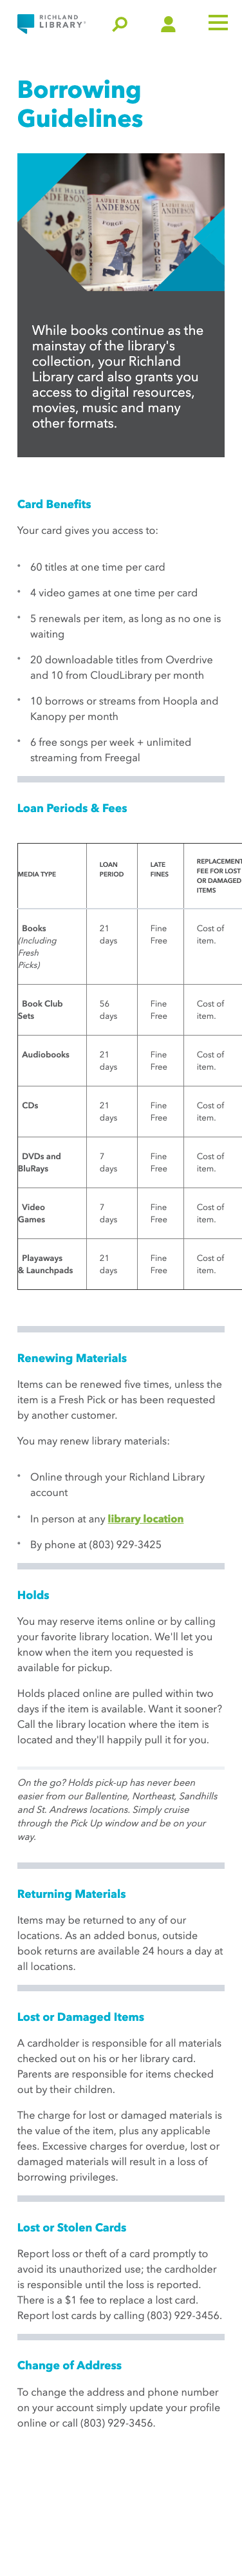 RICHLAND
LIBRARY
Borrowing
Guidelines
LAURIE HALSE
ANDERSON
LAURIE HALSE
ANDERSON
While books continue as the
mainstay of the library's
collection, your Richland
Library card also grants you
access to digital resources,
movies, music and many
other formats.
Card Benefits
Your card gives you access to:
* 60 titles at one time per card
* 4 video games at one time per card
* 5 renewals per item, as long as no one is
waiting
* 20 downloadable titles from Overdrive
and 10 from CloudLibrary per month
* 10 borrows or streams from Hoopla and
Kanopy per month
* 6 free songs per week + unlimited
streaming from Freegal
Loan Periods & Fees
MEDIA TYPE
LOAN
PERIOD
LATE
FINES
REPLACEMENT
FEE FOR LOST
OR DAMAGED
ITEMS
Books
(Including
Fresh
Picks)
21
days
Fine
Free
Cost of
item.
Book Club
Sets
56
days
Fine
Free
Cost of
item.
Audiobooks
21
days
Fine
Free
Cost of
item.
CDs
21
days
Fine
Free
Cost of
item.
DVDs and
BluRays
7
days
Fine
Free
Cost of
item.
Video
Games
7
days
Fine
Free
Cost of
item.
Playaways
& Launchpads
21
days
Fine
Free
Cost of
item.
Renewing Materials
Items can be renewed five times, unless the
item is a Fresh Pick or has been requested
by another customer.
You may renew library materials:
* Online through your Richland Library
account
* In person at any library location
* By phone at (803) 929-3425
Holds
You may reserve items online or by calling
your favorite library location. We'll let you
know when the item you requested is
available for pickup.
Holds placed online are pulled within two
days if the item is available. Want it sooner?
Call the library location where the item is
located and they'll happily pull it for you.
On the go? Holds pick-up has never been
easier from our Ballentine, Northeast, Sandhills
and St. Andrews locations. Simply cruise
through the Pick Up window and be on your
way.
Returning Materials
Items may be returned to any of our
locations. As an added bonus, outside
book returns are available 24 hours a day at
all locations.
Lost or Damaged Items
A cardholder is responsible for all materials
checked out on his or her library card.
Parents are responsible for items checked
out by their children.
The charge for lost or damaged materials is
the value of the item, plus any applicable
fees. Excessive charges for overdue, lost or
damaged materials will result in a loss of
borrowing privileges.
Lost or Stolen Cards
Report loss or theft of a card promptly to
avoid its unauthorized use; the cardholder
is responsible until the loss is reported.
There is a $1 fee to replace a lost card.
Report lost cards by calling (803) 929-3456.
Change of Address
To change the address and phone number
on your account simply update your profile
online or call (803) 929-3456.